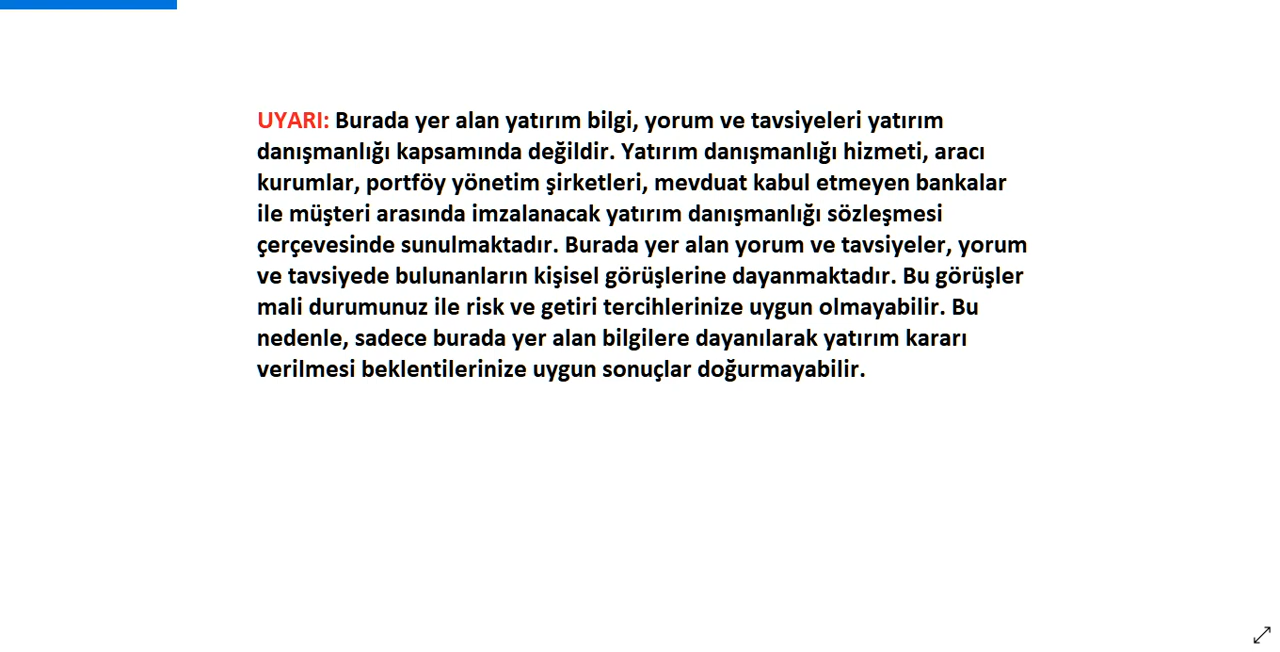 UYARI: Burada yer alan yatırım bilgi, yorum ve tavsiyeleri yatırım
danışmanlığı kapsamında değildir. Yatırım danışmanlığı hizmeti, aracı
kurumlar, portföy yönetim şirketleri, mevduat kabul etmeyen bankalar
ile müşteri arasında imzalanacak yatırım danışmanlığı sözleşmesi
çerçevesinde sunulmaktadır. Burada yer alan yorum ve tavsiyeler, yorum
ve tavsiyede bulunanların kişisel görüşlerine dayanmaktadır. Bu görüşler
mali durumunuz ile risk ve getiri tercihlerinize uygun olmayabilir. Bu
nedenle, sadece burada yer alan bilgilere dayanılarak yatırım kararı
verilmesi beklentilerinize uygun sonuçlar doğurmayabilir.